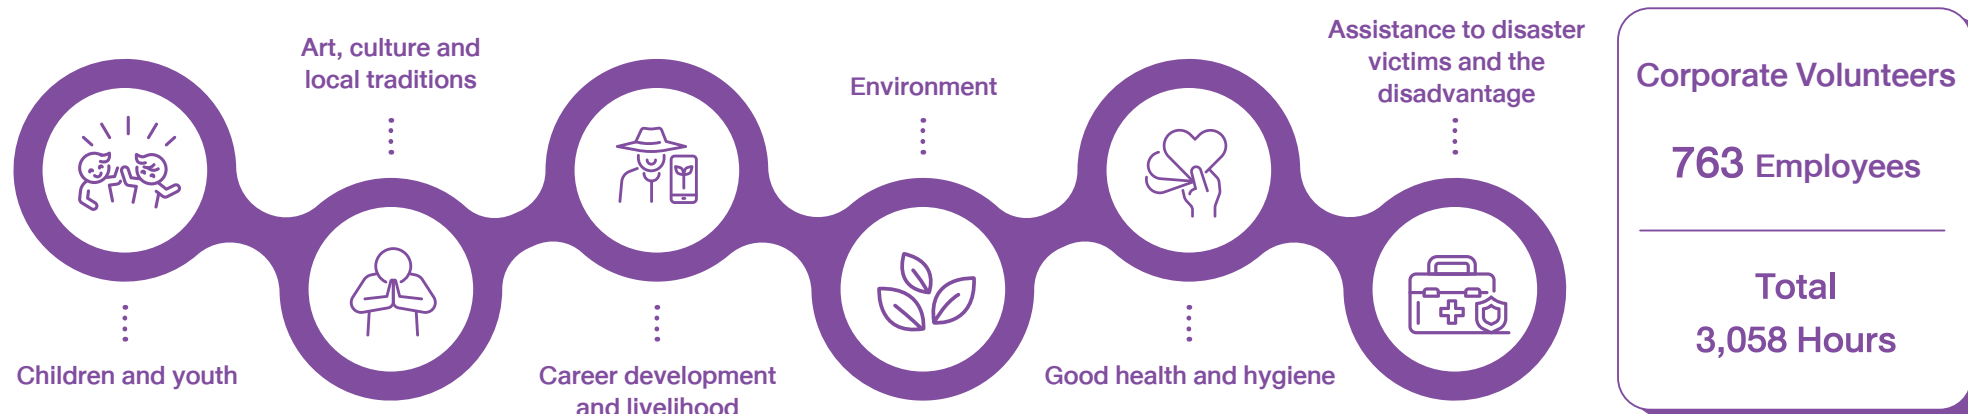 Children and youth
Art, culture and
local traditions
Career development
and livelihood
Environment
Good health and hygiene
Assistance to disaster
victims and the
disadvantage
Corporate Volunteers
763 Employees
Total
3,058 Hours